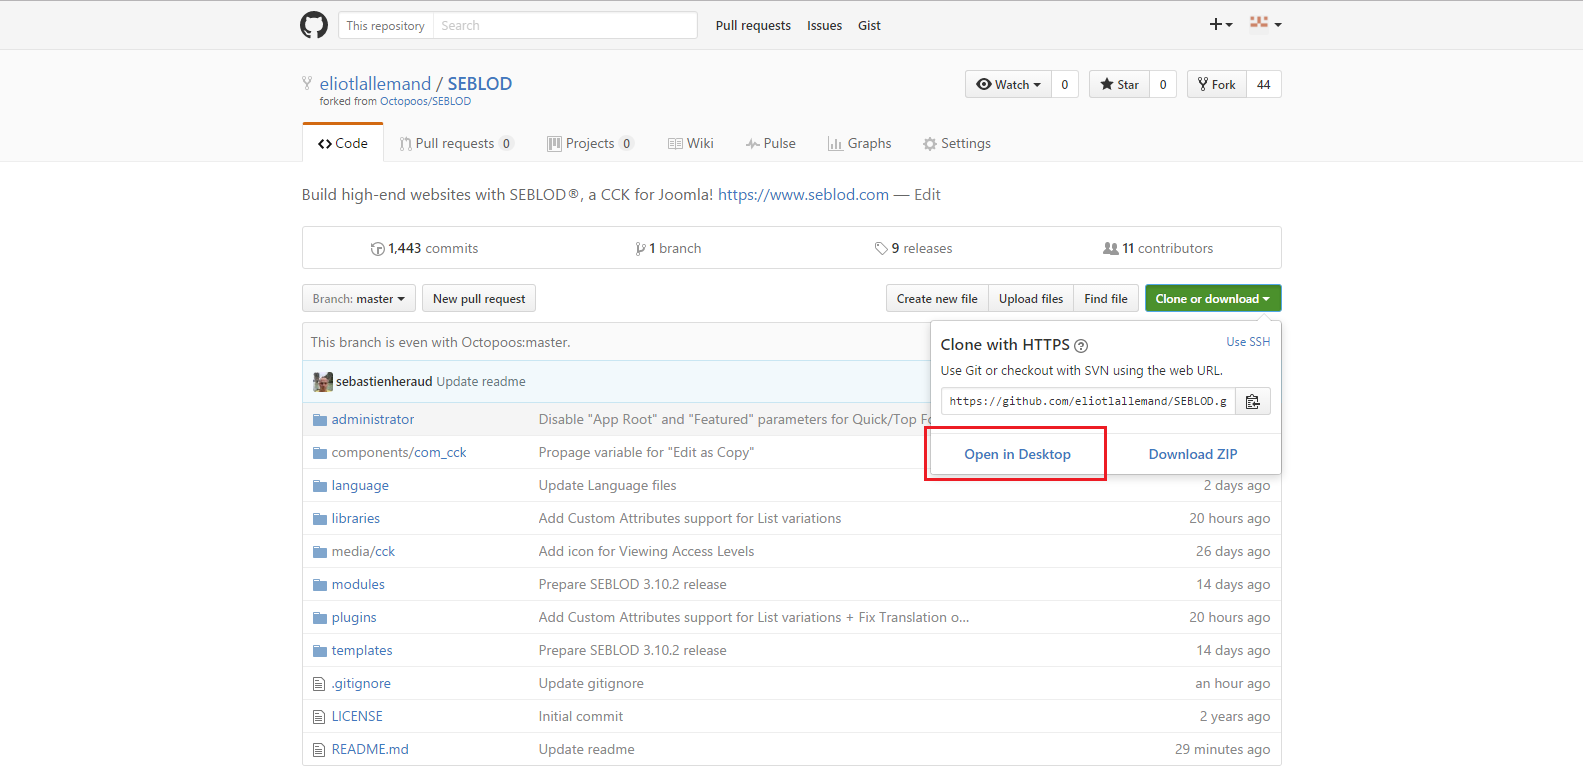 This repository Search Pull requests Issues Gist
eliotlallemand / SEBLOD Watch 0 Star 0 Fork 44
forked from Octopoos/SEBLOD
Code Pull requests 0 Projects 0 Wiki Pulse Graphs Settings
Build high-end websites with SEBLOD®, a CCK for Joomla! https://www.seblod.com — Edit
1,443 commits 1 branch 9 releases 11 contributors
Branch: master New pull request Create new file Upload files Find file Clone or download
This branch is even with Octopoos:master.
Clone with HTTPS Use SSH
Use Git or checkout with SVN using the web URL.
https://github.com/eliotlallemand/SEBLOD.g
Open in Desktop Download ZIP
sebastienheraud Update readme
administrator Disable "App Root" and "Featured" parameters for Quick/Top Fo
components/com_cck Propage variable for "Edit as Copy"
language Update Language files 2 days ago
libraries Add Custom Attributes support for List variations 20 hours ago
media/cck Add icon for Viewing Access Levels 26 days ago
modules Prepare SEBLOD 3.10.2 release 14 days ago
plugins Add Custom Attributes support for List variations + Fix Translation o... 20 hours ago
templates Prepare SEBLOD 3.10.2 release 14 days ago
.gitignore Update gitignore an hour ago
LICENSE Initial commit 2 years ago
README.md Update readme 29 minutes ago